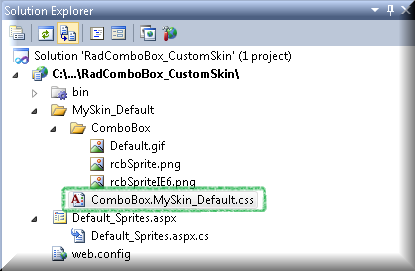 Solution Explorer
Solution 'RadComboBox_CustomSkin' (1 project)
C:\...\RadComboBox_CustomSkin\
bin
MySkin_Default
ComboBox
Default.gif
rcbSprite.png
rcbSpriteIE6.png
ComboBox.MySkin_Default.css
Default_Sprites.aspx
Default_Sprites.aspx.cs
web.config